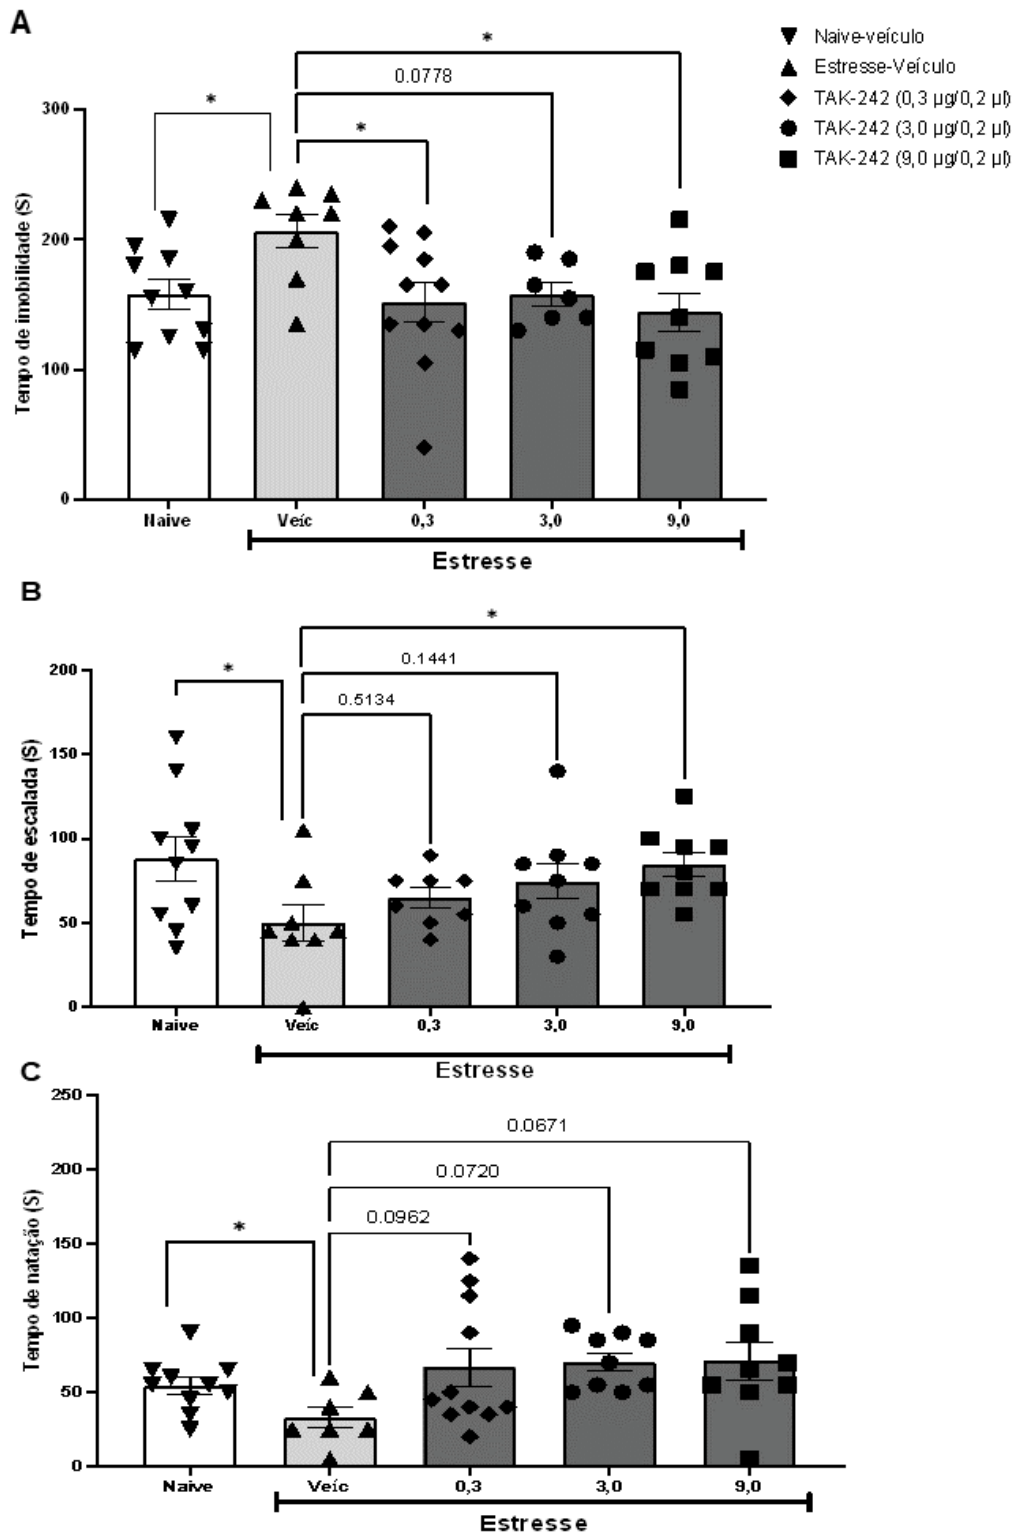 A
*
Naive-veículo
Estresse-Veículo
TAK-242 (0,3 µg/0,2 µl)
TAK-242 (3,0 µg/0,2 µl)
TAK-242 (9,0 µg/0,2 µl)
0.0778
*
*
Tempo de imobilidade (S)
300
200
100
0
Naive Veíc 0,3 3,0 9,0
Estresse
B
*
0.1441
*
0.5134
Tempo de escalada (S)
200
150
100
50
0
Naive Veíc 0,3 3,0 9,0
Estresse
C
0.0671
0.0720
0.0962
*
Tempo de natação (S)
250
200
150
100
50
0
Naive Veíc 0,3 3,0 9,0
Estresse